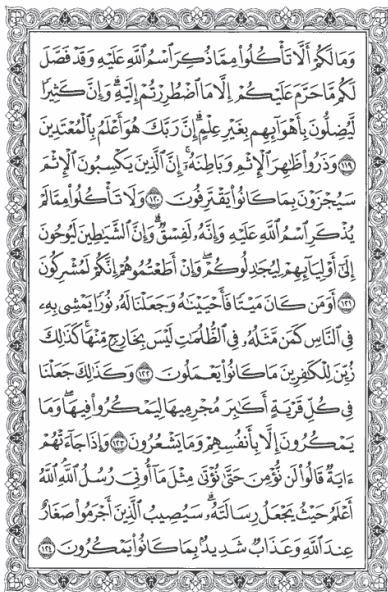 وَمَا لَكُمْ أَلَّا تَأْكُلُوا۟ مِمَّا ذُكِرَ ٱسْمُ ٱللَّهِ عَلَيْهِ وَقَدْ فَصَّلَ
لَكُم مَّا حَرَّمَ عَلَيْكُمْ إِلَّا مَا ٱضْطُرِرْتُمْ إِلَيْهِ ۗ وَإِنَّ كَثِيرًا
لَّيُضِلُّونَ بِأَهْوَآئِهِم بِغَيْرِ عِلْمٍ ۗ إِنَّ رَبَّكَ هُوَ أَعْلَمُ بِٱلْمُعْتَدِينَ
١١٩ وَذَرُوا۟ ظَٰهِرَ ٱلْإِثْمِ وَبَاطِنَهُۥٓ ۚ إِنَّ ٱلَّذِينَ يَكْسِبُونَ ٱلْإِثْمَ
سَيُجْزَوْنَ بِمَا كَانُوا۟ يَقْتَرِفُونَ ١٢٠ وَلَا تَأْكُلُوا۟ مِمَّا لَمْ
يُذْكَرِ ٱسْمُ ٱللَّهِ عَلَيْهِ وَإِنَّهُۥ لَفِسْقٌ ۗ وَإِنَّ ٱلشَّيَٰطِينَ لَيُوحُونَ
إِلَىٰٓ أَوْلِيَآئِهِمْ لِيُجَٰدِلُوكُمْ ۖ وَإِنْ أَطَعْتُمُوهُمْ إِنَّكُمْ لَمُشْرِكُونَ
١٢١ أَوَمَن كَانَ مَيْتًا فَأَحْيَيْنَٰهُ وَجَعَلْنَا لَهُۥ نُورًا يَمْشِى بِهِۦ
فِى ٱلنَّاسِ كَمَن مَّثَلُهُۥ فِى ٱلظُّلُمَٰتِ لَيْسَ بِخَارِجٍ مِّنْهَا ۚ كَذَٰلِكَ
زُيِّنَ لِلْكَٰفِرِينَ مَا كَانُوا۟ يَعْمَلُونَ ١٢٢ وَكَذَٰلِكَ جَعَلْنَا
فِى كُلِّ قَرْيَةٍ أَكَٰبِرَ مُجْرِمِيهَا لِيَمْكُرُوا۟ فِيهَا ۖ وَمَا
يَمْكُرُونَ إِلَّا بِأَنفُسِهِمْ وَمَا يَشْعُرُونَ ١٢٣ وَإِذَا جَآءَتْهُمْ
ءَايَةٌ قَالُوا۟ لَن نُّؤْمِنَ حَتَّىٰ نُؤْتَىٰ مِثْلَ مَآ أُوتِىَ رُسُلُ ٱللَّهِ ۘ ٱللَّهُ
أَعْلَمُ حَيْثُ يَجْعَلُ رِسَالَتَهُۥ ۗ سَيُصِيبُ ٱلَّذِينَ أَجْرَمُوا۟ صَغَارٌ
عِندَ ٱللَّهِ وَعَذَابٌ شَدِيدٌۢ بِمَا كَانُوا۟ يَمْكُرُونَ ١٢٤